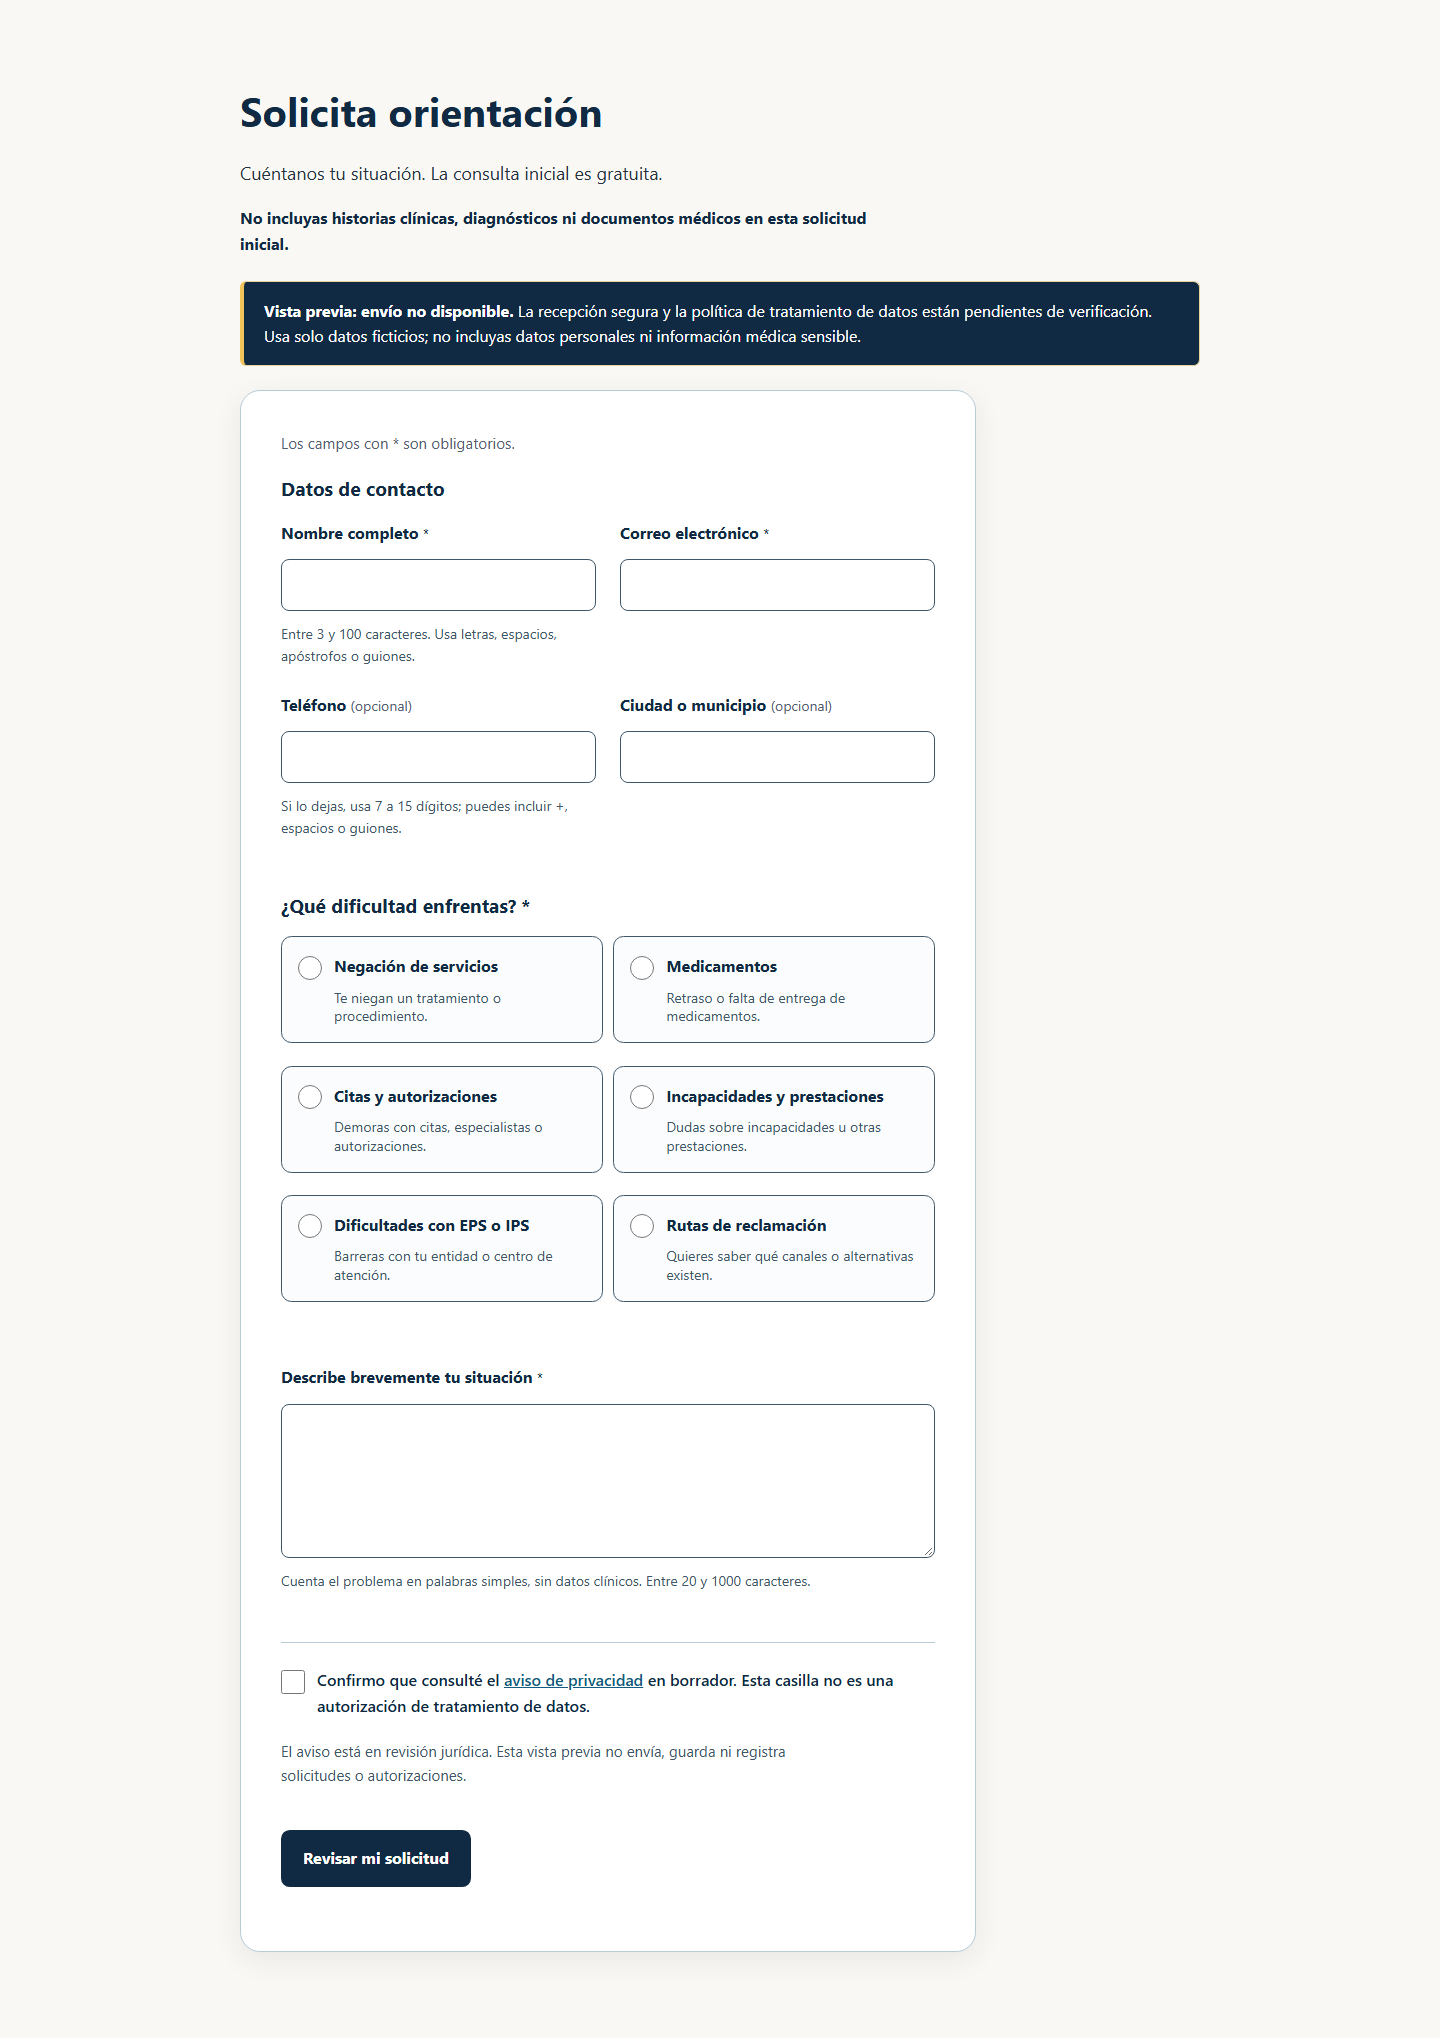 Solicita orientación
Cuéntanos tu situación. La consulta inicial es gratuita.
No incluyas historias clínicas, diagnósticos ni documentos médicos en esta solicitud
inicial.
Vista previa: envío no disponible. La recepción segura y la política de tratamiento de datos están pendientes de verificación.
Usa solo datos ficticios; no incluyas datos personales ni información médica sensible.
Los campos con * son obligatorios.
Datos de contacto
Nombre completo *
Correo electrónico *
Entre 3 y 100 caracteres. Usa letras, espacios,
apóstrofos o guiones.
Teléfono (opcional)
Ciudad o municipio (opcional)
Si lo dejas, usa 7 a 15 dígitos; puedes incluir +,
espacios o guiones.
¿Qué dificultad enfrentas? *
Negación de servicios
Te niegan un tratamiento o
procedimiento.
Medicamentos
Retraso o falta de entrega de
medicamentos.
Citas y autorizaciones
Demoras con citas, especialistas o
autorizaciones.
Incapacidades y prestaciones
Dudas sobre incapacidades u otras
prestaciones.
Dificultades con EPS o IPS
Barreras con tu entidad o centro de
atención.
Rutas de reclamación
Quieres saber qué canales o alternativas
existen.
Describe brevemente tu situación *
Cuenta el problema en palabras simples, sin datos clínicos. Entre 20 y 1000 caracteres.
Confirmo que consulté el aviso de privacidad en borrador. Esta casilla no es una
autorización de tratamiento de datos.
El aviso está en revisión jurídica. Esta vista previa no envía, guarda ni registra
solicitudes o autorizaciones.
Revisar mi solicitud